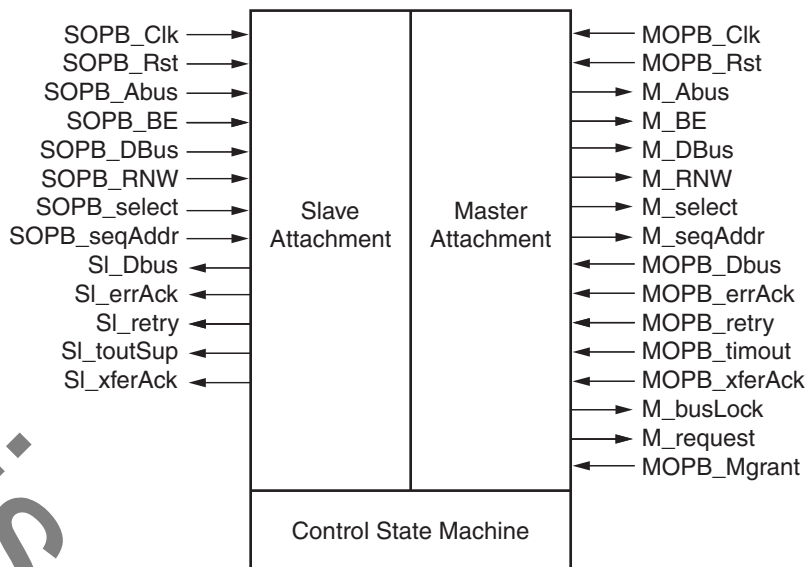 SOPB_Clk
SOPB_Rst
SOPB_Abus
SOPB_BE
SOPB_DBus
SOPB_RNW
SOPB_select
SOPB_seqAddr
Sl_Dbus
Sl_errAck
Sl_retry
Sl_toutSup
Sl_xferAck
Slave
Attachment
Master
Attachment
MOPB_Clk
MOPB_Rst
M_Abus
M_BE
M_DBus
M_RNW
M_select
M_seqAddr
MOPB_Dbus
MOPB_errAck
MOPB_retry
MOPB_timout
MOPB_xferAck
M_busLock
M_request
MOPB_Mgrant
Control State Machine